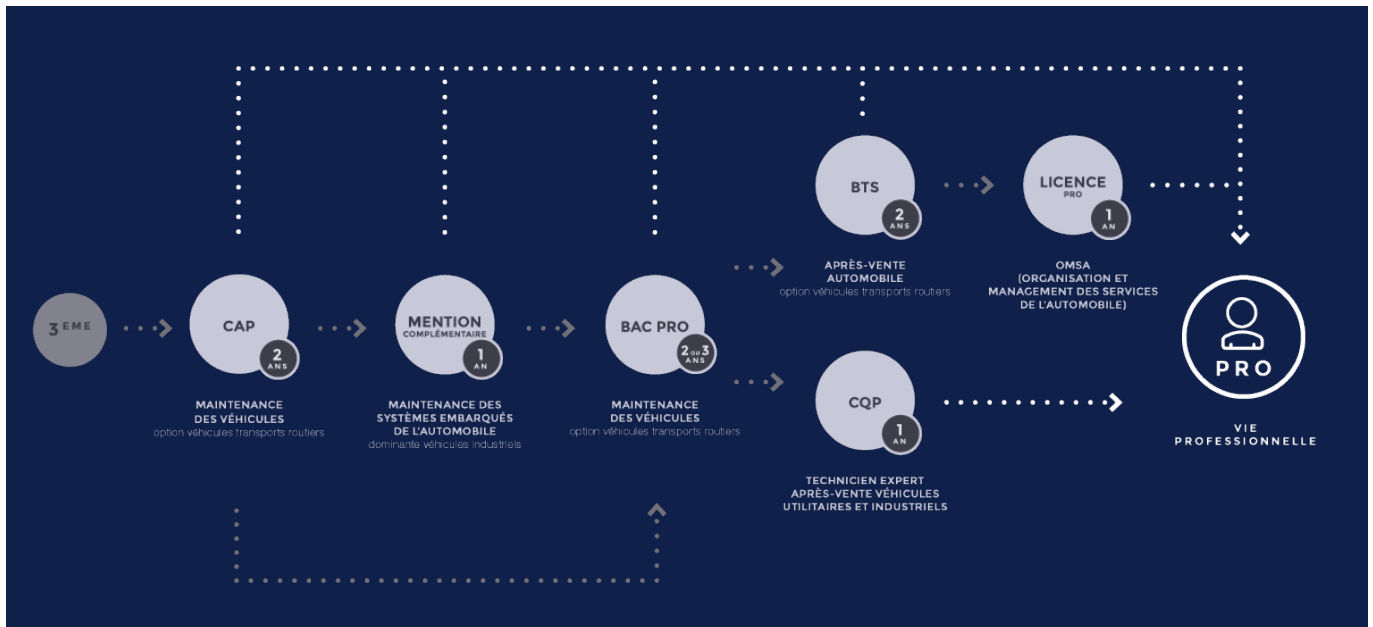 3 EME
CAP
2
ANS
MAINTENANCE
DES VÉHICULES
option véhicules transports routiers
MENTION
COMPLÉMENTAIRE
1
AN
MAINTENANCE DES
SYSTÈMES EMBARQUÉS
DE L'AUTOMOBILE
dominante véhicules industriels
BAC PRO
2 OU 3
ANS
MAINTENANCE
DES VÉHICULES
option véhicules transports routiers
BTS
2
ANS
APRÈS-VENTE
AUTOMOBILE
option véhicules transports routiers
LICENCE
PRO
1
AN
OMSA
(ORGANISATION ET
MANAGEMENT DES SERVICES
DE L'AUTOMOBILE)
CQP
1
AN
TECHNICIEN EXPERT
APRÈS-VENTE VÉHICULES
UTILITAIRES ET INDUSTRIELS
PRO
VIE
PROFESSIONNELLE